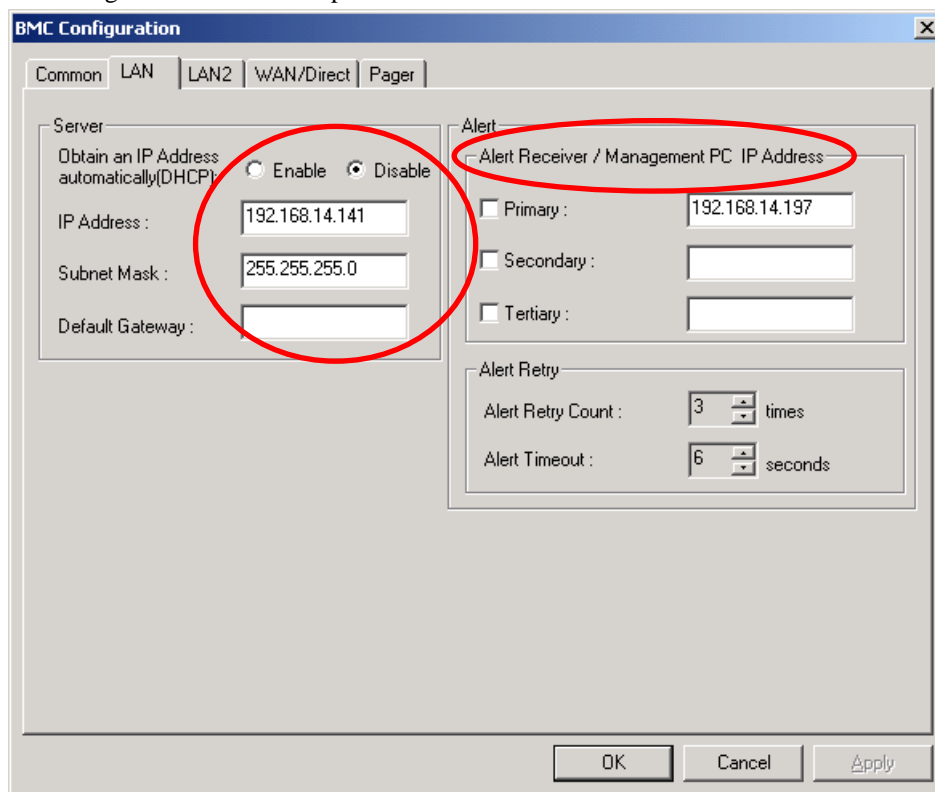 BMC Configuration
Common LAN LAN2 WAN/Direct Pager
Server
Obtain an IP Address
automatically(DHCP):
Enable Disable
IP Address : 192.168.14.141
Subnet Mask : 255.255.255.0
Default Gateway :
Alert
Alert Receiver / Management PC IP Address
Primary : 192.168.14.197
Secondary :
Tertiary :
Alert Retry
Alert Retry Count : 3 times
Alert Timeout : 6 seconds
OK Cancel Apply